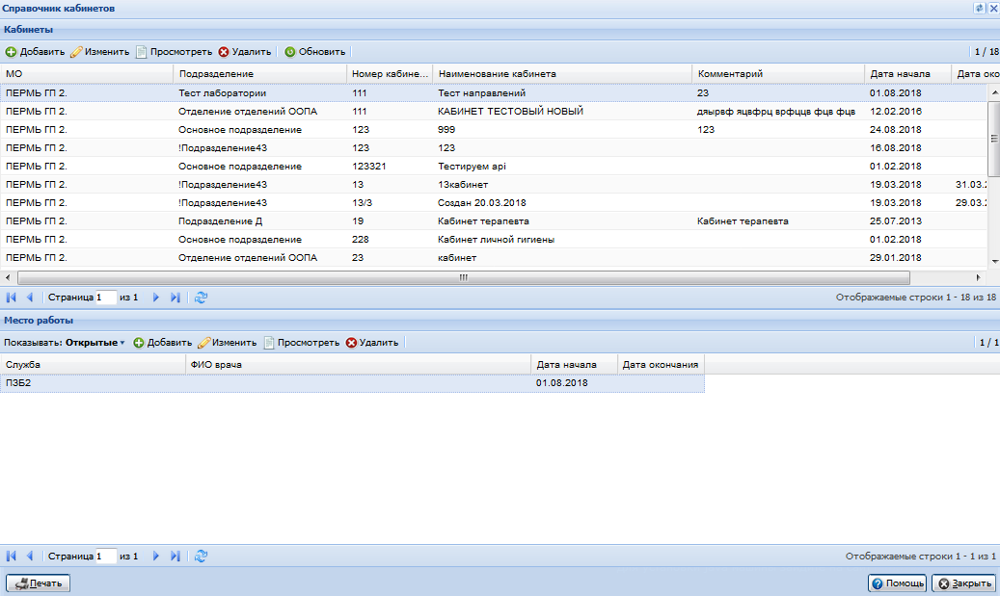 Справочник кабинетов
Кабинеты
Добавить Изменить Просмотреть Удалить Обновить 1 / 18
МО Подразделение Номер кабине... Наименование кабинета Комментарий Дата начала Дата око
ПЕРМЬ ГП 2. Тест лаборатории 111 Тест направлений 23 01.08.2018
ПЕРМЬ ГП 2. Отделение отделений ООПА 111 КАБИНЕТ ТЕСТОВЫЙ НОВЫЙ дяырвф яцвфрц врфццв фцв фцв 12.02.2016
ПЕРМЬ ГП 2. Основное подразделение 123 999 123 24.08.2018
ПЕРМЬ ГП 2. !Подразделение43 123 123 16.08.2018
ПЕРМЬ ГП 2. Основное подразделение 123321 Тестируем api 01.02.2018
ПЕРМЬ ГП 2. !Подразделение43 13 13кабинет 19.03.2018 31.03.
ПЕРМЬ ГП 2. !Подразделение43 13/3 Создан 20.03.2018 19.03.2018 29.03.
ПЕРМЬ ГП 2. Подразделение Д 19 Кабинет терапевта Кабинет терапевта 25.07.2013
ПЕРМЬ ГП 2. Основное подразделение 228 Кабинет личной гигиены 01.02.2018
ПЕРМЬ ГП 2. Отделение отделений ООПА 23 кабинет 29.01.2018
Страница 1 из 1 Отображаемые строки 1 - 18 из 18
Место работы
Показывать: Открытые Добавить Изменить Просмотреть Удалить 1 / 1
Служба ФИО врача Дата начала Дата окончания
ПЗБ2 01.08.2018
Страница 1 из 1 Отображаемые строки 1 - 1 из 1
Печать Помощь Закрыть